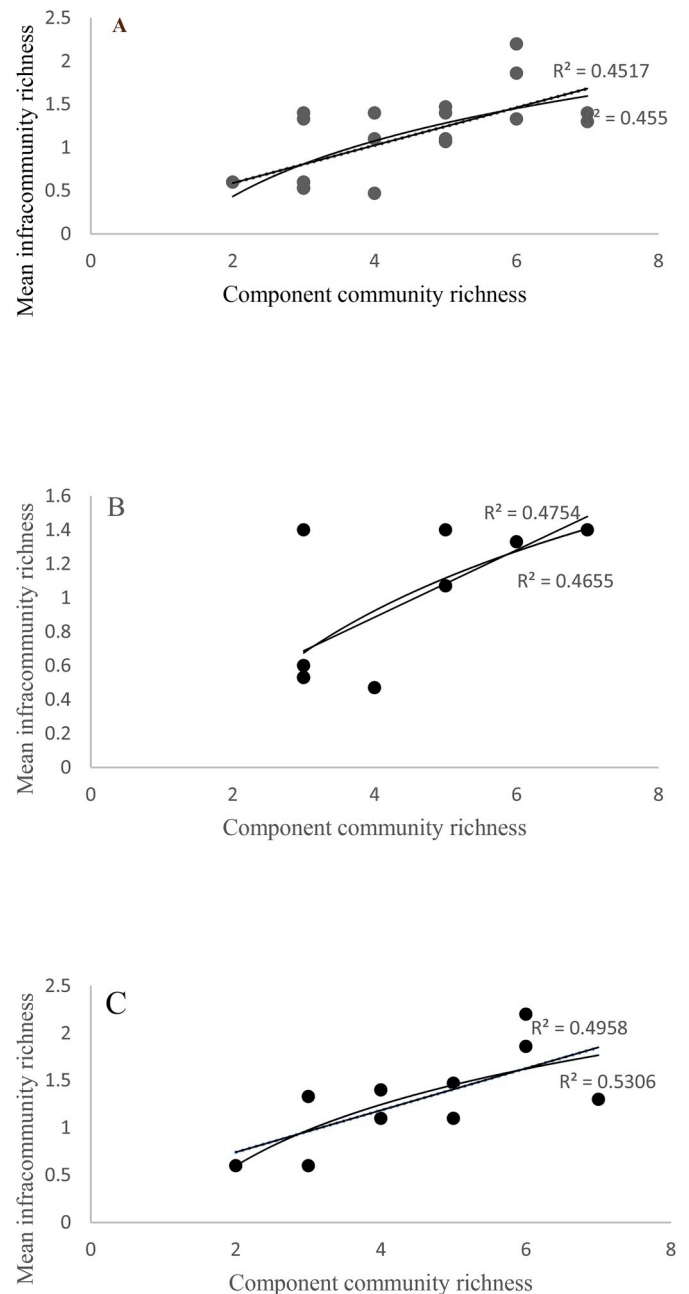 A
Mean infracommunity richness
2.5
2
1.5
1
0.5
0
R² = 0.4517
² = 0.455
0 2 4 6 8
Component community richness
B
Mean infracommunity richness
1.6
1.4
1.2
1
0.8
0.6
0.4
0.2
0
R² = 0.4754
R² = 0.4655
0 2 4 6 8
Component community richness
C
Mean infracommunity richness
2.5
2
1.5
1
0.5
0
R² = 0.4958
R² = 0.5306
0 2 4 6 8
Component community richness